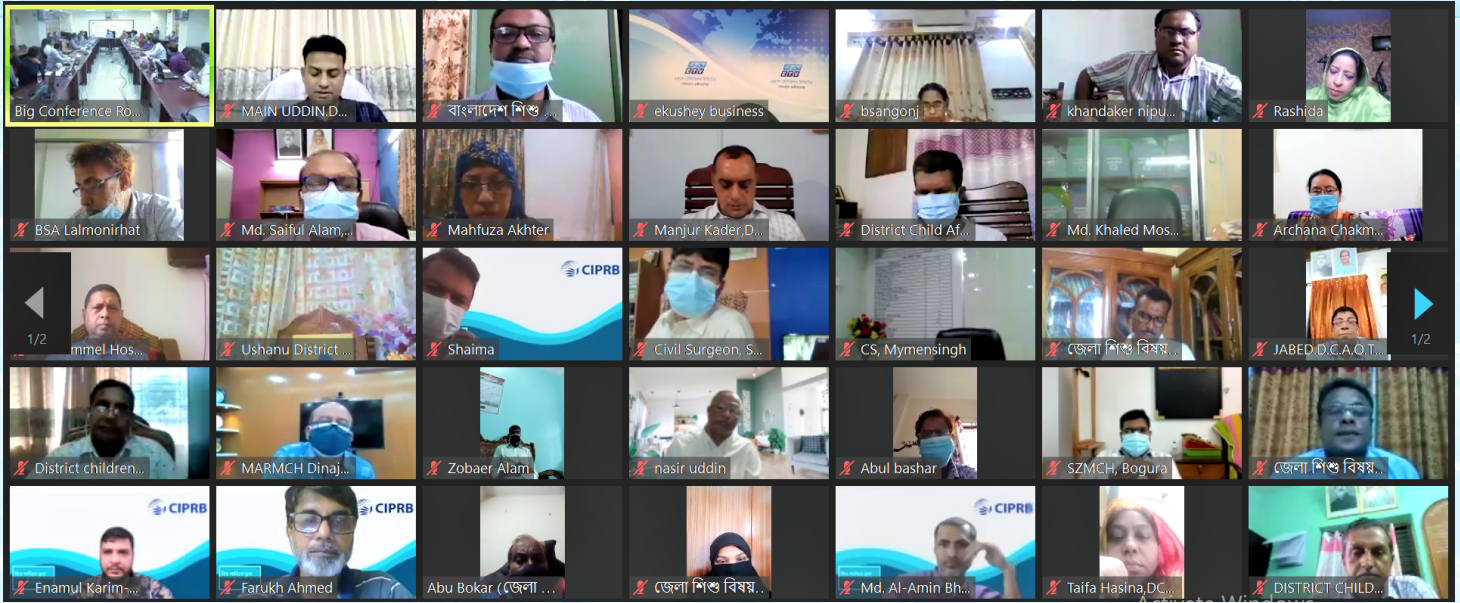 Big Conference Ro...
MAIN UDDIN.D...
বাংলাদেশ শিশু ...
ETV
ETV
ekushey business
bsangonj
khandaker nipu...
Rashida
BSA Lalmonirhat
Md. Saiful Alam,...
Mahfuza Akhter
Manjur Kader,D...
District Child Af...
Md. Khaled Mos...
Archana Chakm...
1/2
mmel Hos...
Ushanu District ...
CIPRB
Shaima
Civil Surgeon, S...
CS, Mymensingh
জেলা শিশু বিষয়..
JABED.D.C.A.O.T...
1/2
District children...
MARMCH Dinaj...
Zobaer Alam
nasir uddin
Abul bashar
SZMCH, Bogura
জেলা শিশু বিষয়..
CIPRB
Enamul Karim-...
CIPRB
Farukh Ahmed
Abu Bokar (জেলা ...
জেলা শিশু বিষয়..
CIPRB
Md. Al-Amin Bh...
Taifa Hasina,DC...
DISTRICT CHILD...
Activate Windows